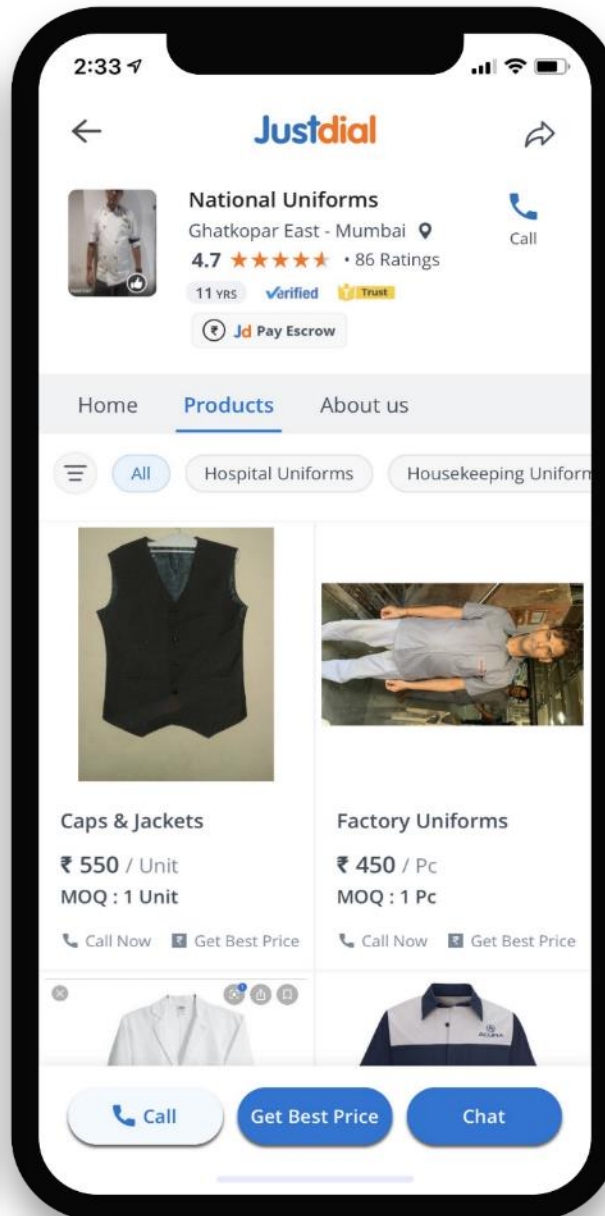 2:33
Justdial
National Uniforms
Ghatkopar East - Mumbai
Call
4.7 ★★★★★ • 86 Ratings
11 YRS Verified Trust
₹ Jd Pay Escrow
Home Products About us
All Hospital Uniforms Housekeeping Uniform
Caps & Jackets
₹ 550 / Unit
MOQ : 1 Unit
Call Now ₹ Get Best Price
Factory Uniforms
₹ 450 / Pc
MOQ : 1 Pc
Call Now ₹ Get Best Price
1
ACURA
Call Get Best Price Chat